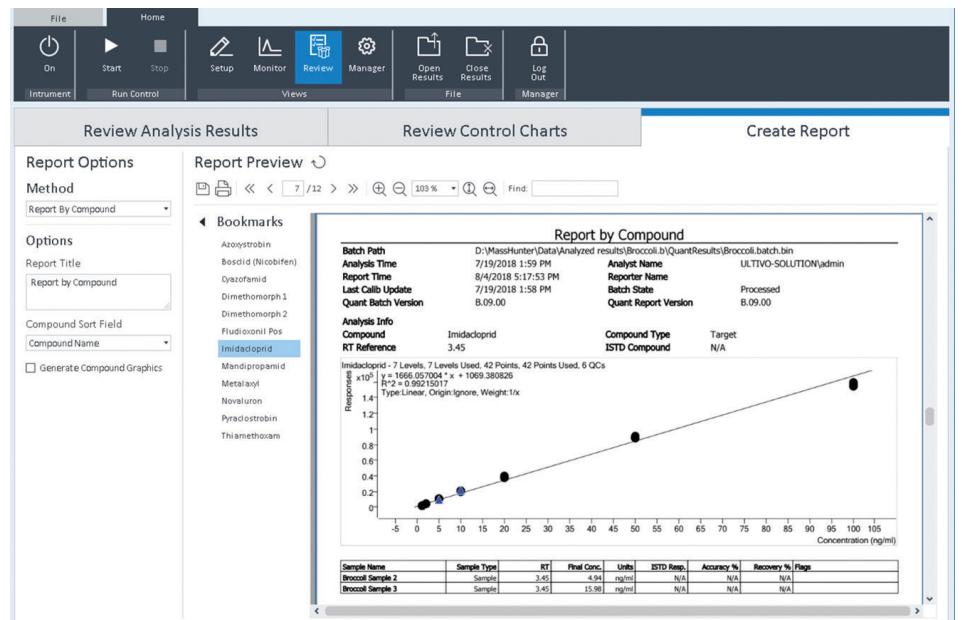 File Home
On Start Stop Setup Monitor Review Manager Open Results Close Results Log Out
Intrument Run Control Views File Manager
Review Analysis Results Review Control Charts Create Report
Report Options
Method
Report By Compound
Options
Report Title
Report by Compound
Compound Sort Field
Compound Name
Generate Compound Graphics
Report Preview
7 /12 103 % Find:
Bookmarks
Azoxystrobin
Bosclid (Nicobifen)
Cyazofamid
Dimethomorph 1
Dimethomorph 2
Fludioxonil Pos
Imidacloprid
Mandipropamid
Metalaxyl
Novaluron
Pyraclostrobin
Thiamethoxam
Report by Compound
Batch Path D:\MassHunter\Data\Analyzed results\Broccoli.b\QuantResults\Broccoli.batch.bin
Analysis Time 7/19/2018 1:59 PM Analyst Name ULTIVO-SOLUTION\admin
Report Time 8/4/2018 5:17:53 PM Reporter Name
Last Calib Update 7/19/2018 1:58 PM Batch State Processed
Quant Batch Version B.09.00 Quant Report Version B.09.00
Analysis Info
Compound Imidacloprid Compound Type Target
RT Reference 3.45 ISTD Compound N/A
Imidacloprid - 7 Levels, 7 Levels Used, 42 Points, 42 Points Used, 6 QCs
x10⁵ y = 1666.057004 * x + 1069.380826
R^2 = 0.99215017
Type:Linear, Origin:Ignore, Weight:1/x
Responses
1.4
1.2
1
0.8
0.6
0.4
0.2
0
-5 0 5 10 15 20 25 30 35 40 45 50 55 60 65 70 75 80 85 90 95 100 105
Concentration (ng/ml)
Sample Name Sample Type RT Final Conc. Units ISTD Resp. Accuracy % Recovery % Flags
Broccoli Sample 2 Sample 3.45 4.94 ng/ml N/A N/A N/A
Broccoli Sample 3 Sample 3.45 15.98 ng/ml N/A N/A N/A